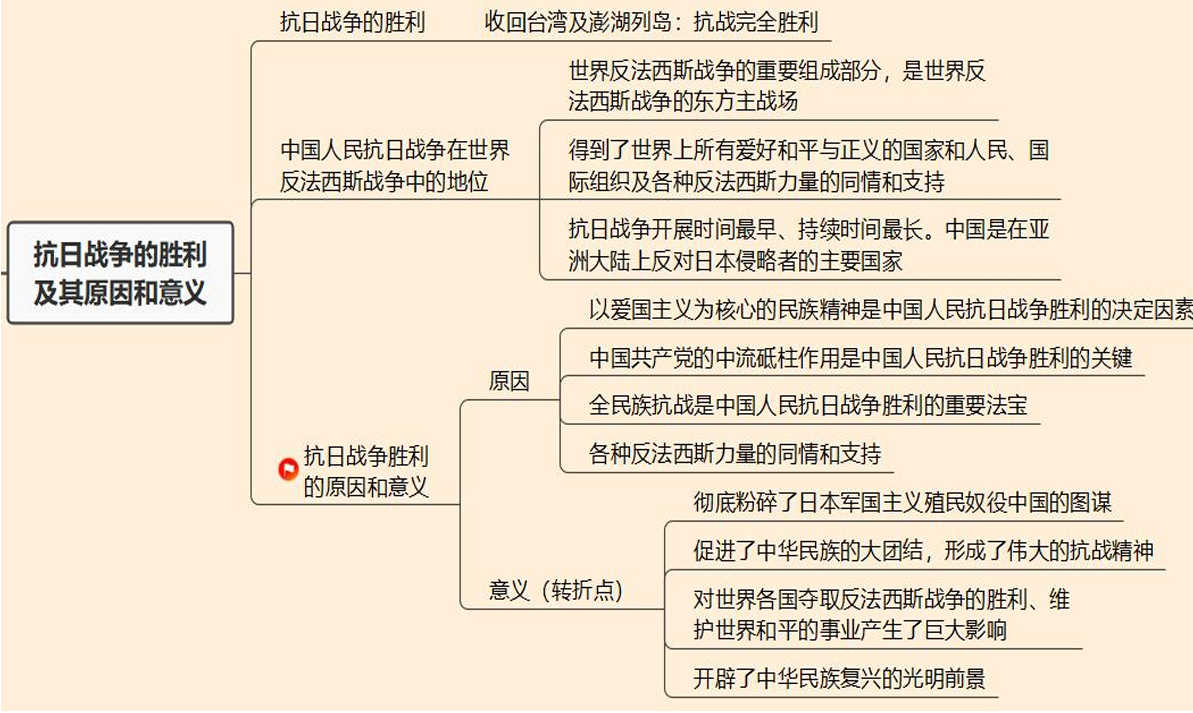 抗日战争的胜利
收回台湾及澎湖列岛：抗战完全胜利
世界反法西斯战争的重要组成部分，是世界反
法西斯战争的东方主战场
中国人民抗日战争在世界
反法西斯战争中的地位
得到了世界上所有爱好和平与正义的国家和人民、国
际组织及各种反法西斯力量的同情和支持
抗日战争开展时间最早、持续时间最长。中国是在亚
洲大陆上反对日本侵略者的主要国家
抗日战争的胜利
及其原因和意义
以爱国主义为核心的民族精神是中国人民抗日战争胜利的决定因素
原因
中国共产党的中流砥柱作用是中国人民抗日战争胜利的关键
全民族抗战是中国人民抗日战争胜利的重要法宝
各种反法西斯力量的同情和支持
抗日战争胜利
的原因和意义
彻底粉碎了日本军国主义殖民奴役中国的图谋
促进了中华民族的大团结，形成了伟大的抗战精神
意义（转折点）
对世界各国夺取反法西斯战争的胜利、维
护世界和平的事业产生了巨大影响
开辟了中华民族复兴的光明前景